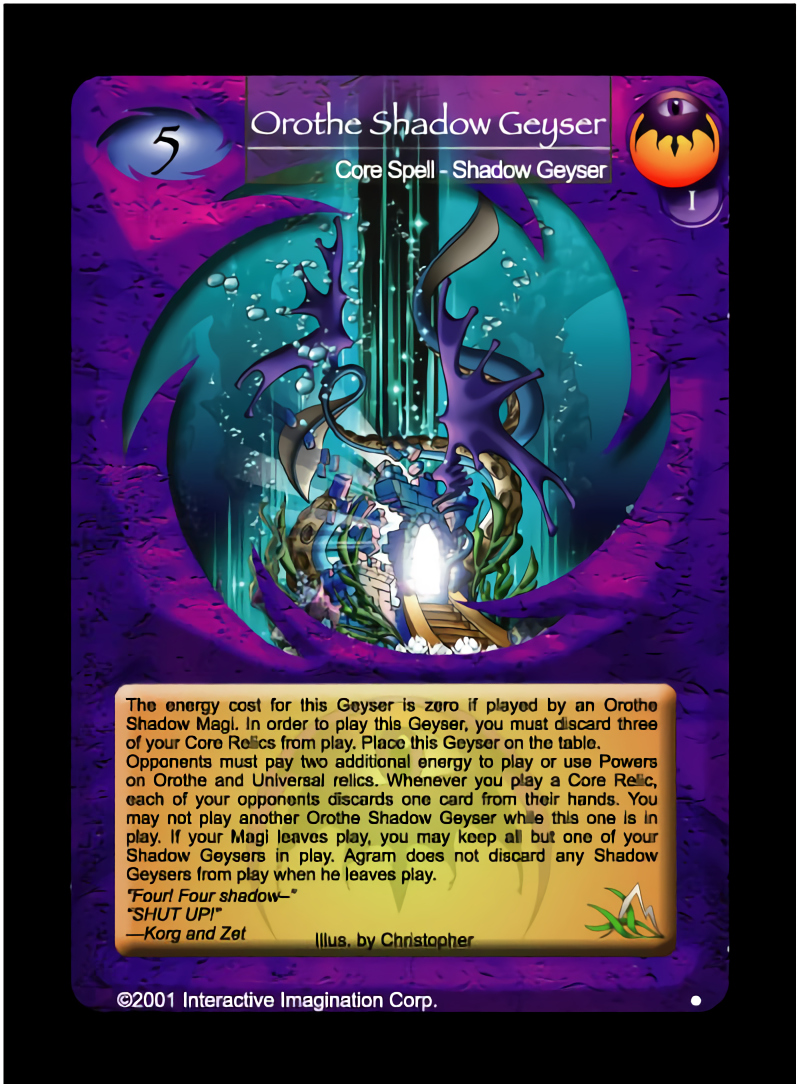 5
Orothe Shadow Geyser
Core Spell - Shadow Geyser
I
The energy cost for this Geyser is zero if played by an Orothe
Shadow Magi. In order to play this Geyser, you must discard three
of your Core Relics from play. Place this Geyser on the table.
Opponents must pay two additional energy to play or use Powers
on Orothe and Universal relics. Whenever you play a Core Relic,
each of your opponents discards one card from their hands. You
may not play another Orothe Shadow Geyser while this one is in
play. If your Magi leaves play, you may keep all but one of your
Shadow Geysers in play. Agram does not discard any Shadow
Geysers from play when he leaves play.
"Four! Four shadow–"
"SHUT UP!"
—Korg and Zet
Illus. by Christopher
©2001 Interactive Imagination Corp.